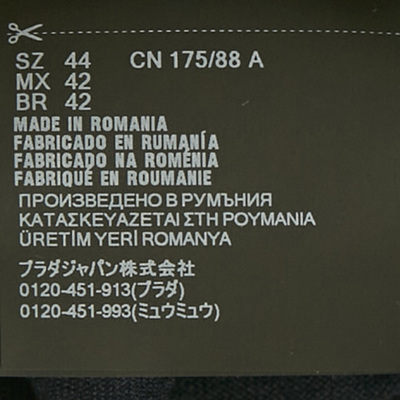 SZ 44 CN 175/88 A
MX 42
BR 42
MADE IN ROMANIA
FABRICADO EN RUMANÍA
FABRICADO NA ROMÉNIA
FABRIQUÉ EN ROUMANIE
ПРОИЗВЕДЕНО В РУМЪНИЯ
ΚΑΤΑΣΚΕΥΑΖΕΤΑΙ ΣΤΗ ΡΟΥΜΑΝΙΑ
ÜRETİM YERİ ROMANYA
プラダジャパン株式会社
0120-451-913(プラダ)
0120-451-993(ミュウミュウ)